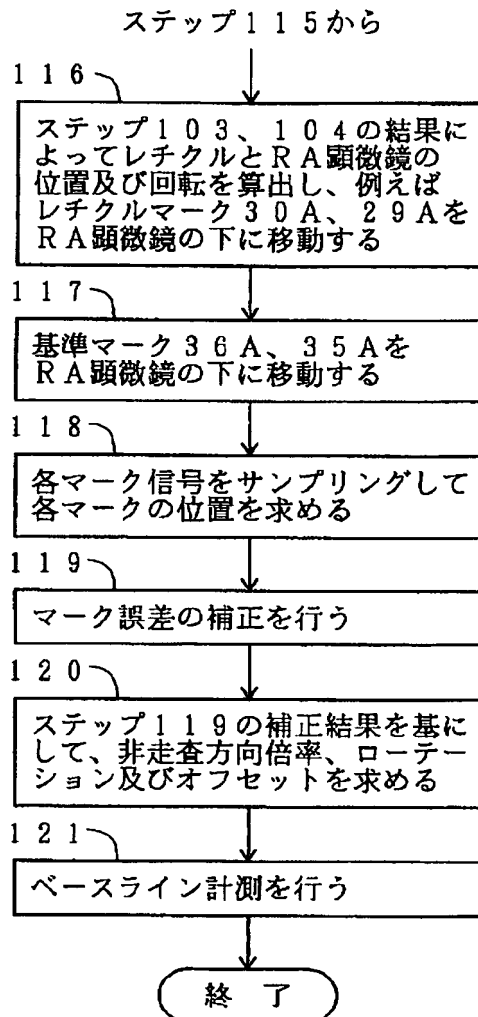 ステップ１１５から
１１６
ステップ１０３、１０４の結果に
よってレチクルとＲＡ顕微鏡の
位置及び回転を算出し、例えば
レチクルマーク３０Ａ、２９Ａを
ＲＡ顕微鏡の下に移動する
１１７
基準マーク３６Ａ、３５Ａを
ＲＡ顕微鏡の下に移動する
１１８
各マーク信号をサンプリングして
各マークの位置を求める
１１９
マーク誤差の補正を行う
１２０
ステップ１１９の補正結果を基に
して、非走査方向倍率、ローテー
ション及びオフセットを求める
１２１
ベースライン計測を行う
終　了